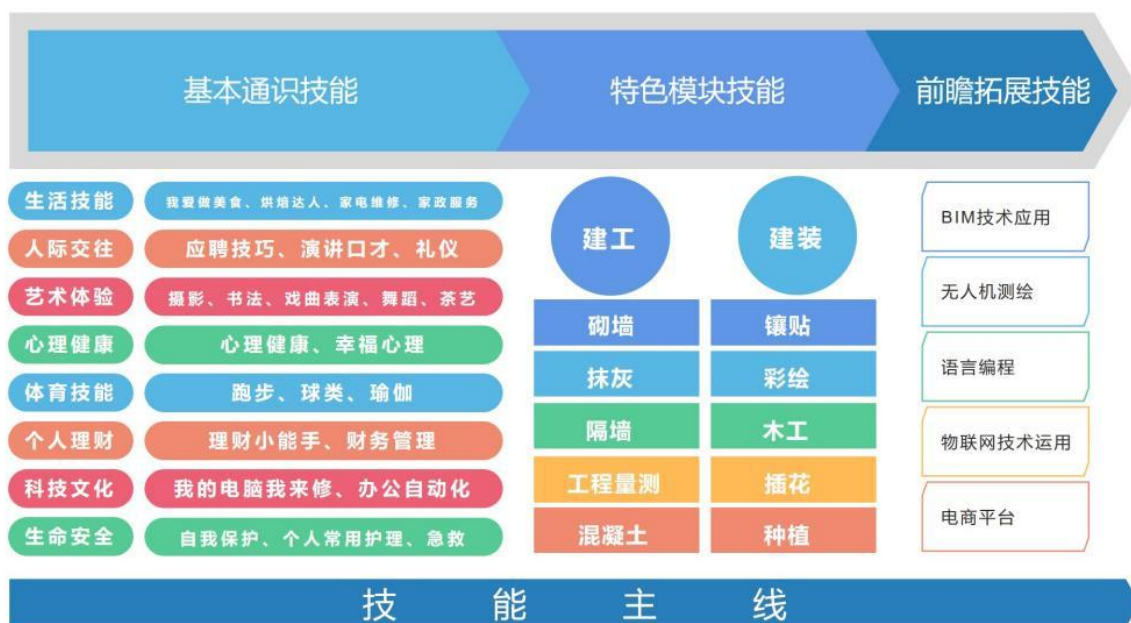 基本通识技能
特色模块技能
前瞻拓展技能
生活技能
我爱做美食、烘焙达人、家电维修、家政服务
人际交往
应聘技巧、演讲口才、礼仪
艺术体验
摄影、书法、戏曲表演、舞蹈、茶艺
心理健康
心理健康、幸福心理
体育技能
跑步、球类、瑜伽
个人理财
理财小能手、财务管理
科技文化
我的电脑我来修、办公自动化
生命安全
自我保护、个人常用护理、急救
建工
砌墙
抹灰
隔墙
工程量测
混凝土
建装
镶贴
彩绘
木工
插花
种植
BIM技术应用
无人机测绘
语言编程
物联网技术运用
电商平台
技能主线